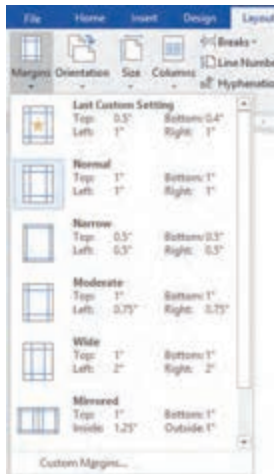 File Home Insert Design Layout
Margins Orientation Size Columns
Breaks
Line Numbe
Hyphenation
Last Custom Setting
Top: 0.5" Bottom: 0.4"
Left: 1" Right: 1"
Normal
Top: 1" Bottom: 1"
Left: 1" Right: 1"
Narrow
Top: 0.5" Bottom: 0.5"
Left: 0.5" Right: 0.5"
Moderate
Top: 1" Bottom: 1"
Left: 0.75" Right: 0.75"
Wide
Top: 1" Bottom: 1"
Left: 2" Right: 2"
Mirrored
Top: 1" Bottom: 1"
Inside: 1.25" Outside: 1"
Custom Margins...